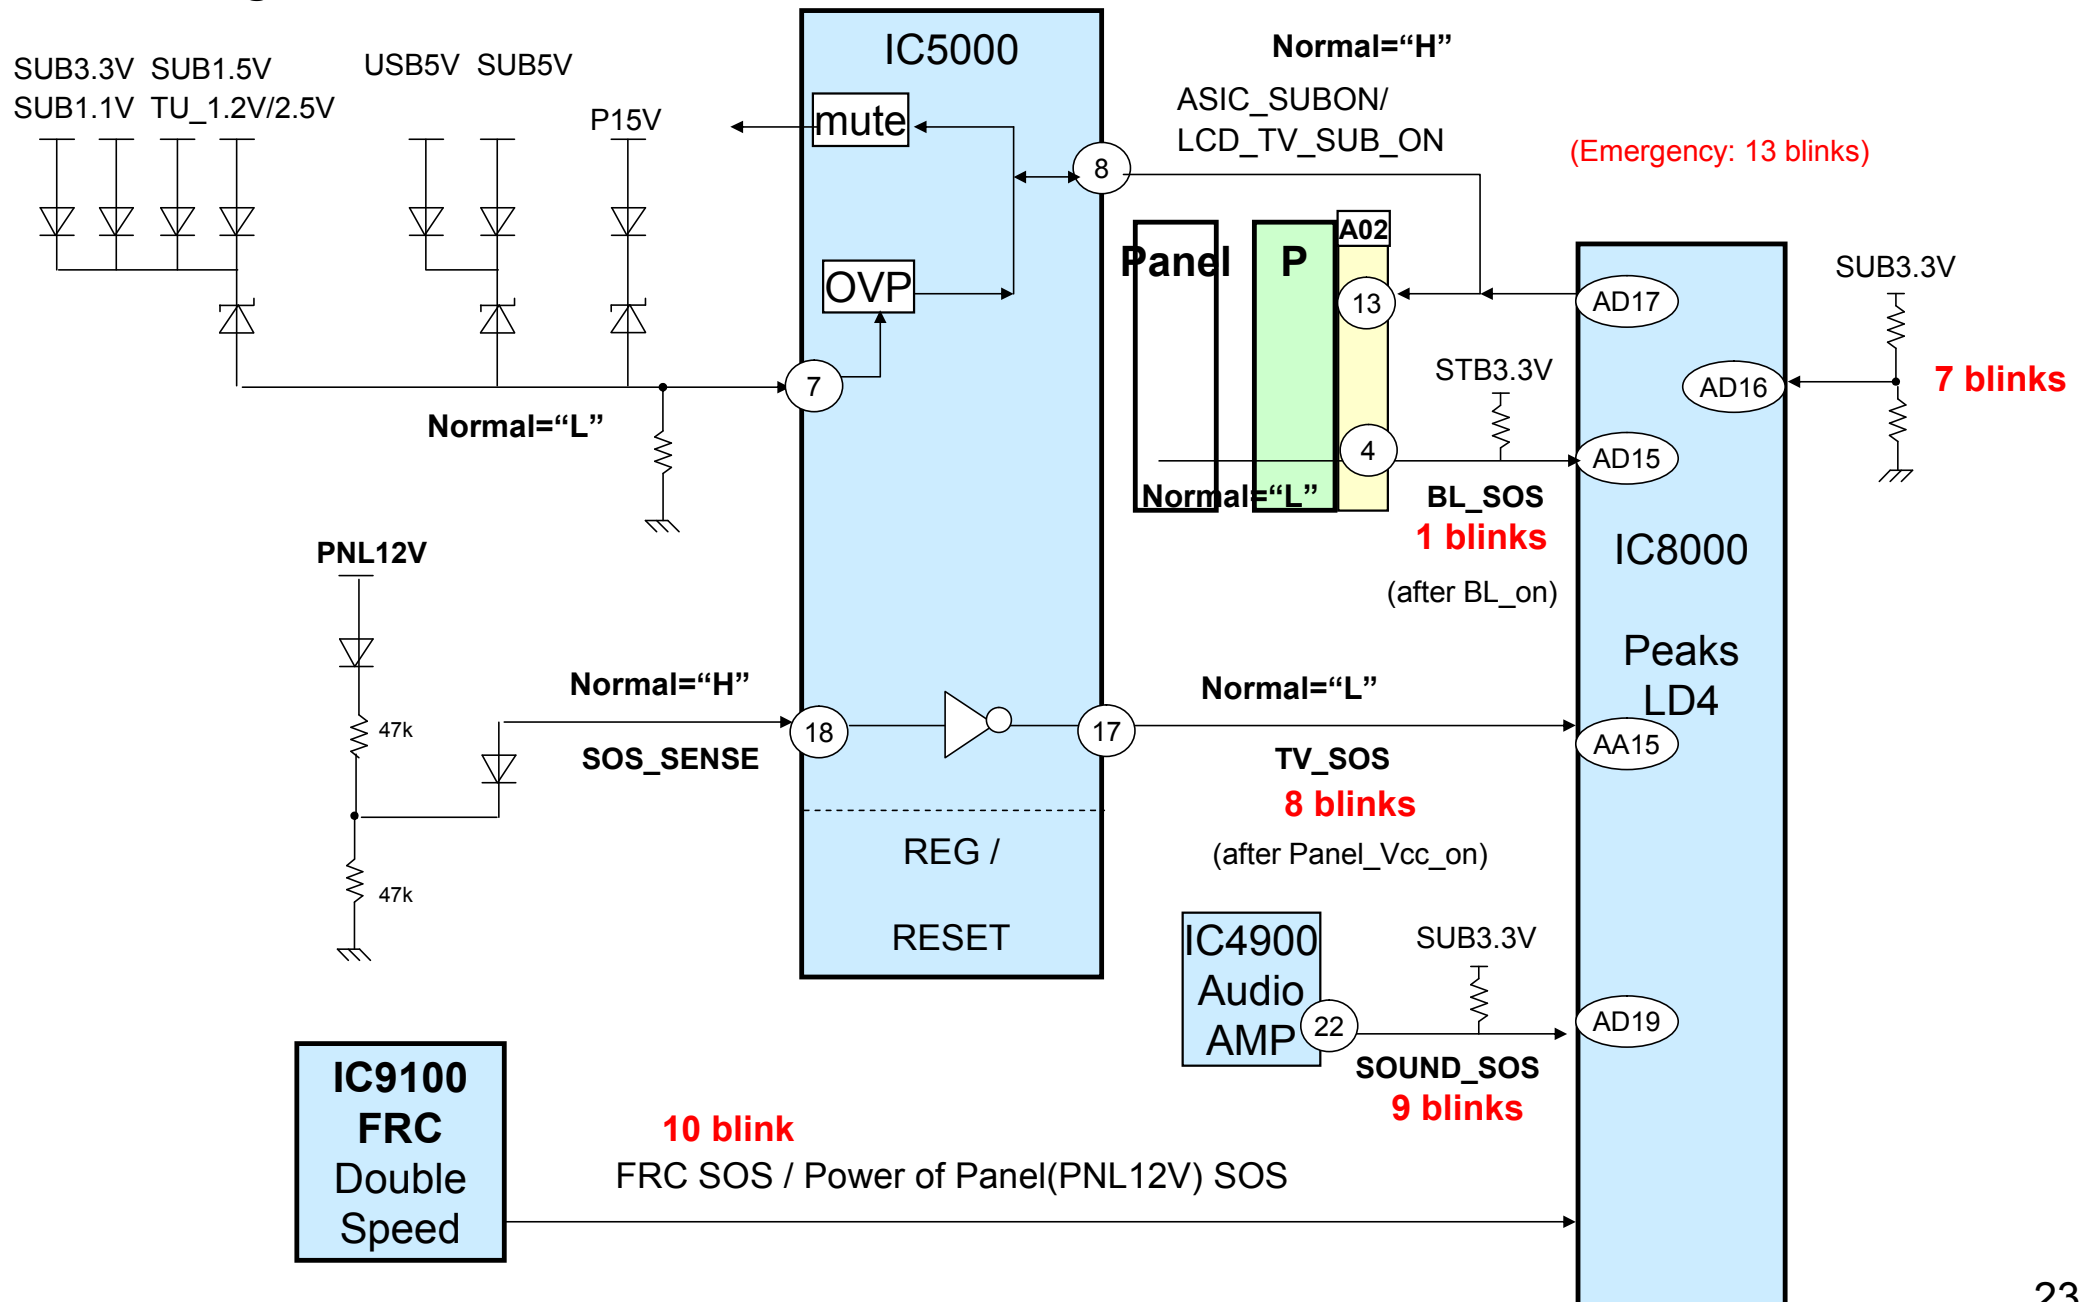 SUB3.3V SUB1.5V
SUB1.1V TU_1.2V/2.5V
USB5V SUB5V
P15V
IC5000
mute
OVP
7
8
Normal=“L”
Normal=“H”
ASIC_SUBON/
LCD_TV_SUB_ON
(Emergency: 13 blinks)
Panel
P
A02
13
4
Normal=“L”
STB3.3V
BL_SOS
1 blinks
(after BL_on)
AD17
AD16
AD15
SUB3.3V
7 blinks
IC8000
Peaks
LD4
AA15
AD19
PNL12V
47k
47k
Normal=“H”
SOS_SENSE
18
17
Normal=“L”
TV_SOS
8 blinks
(after Panel_Vcc_on)
REG /
RESET
IC4900
Audio
AMP
22
SUB3.3V
SOUND_SOS
9 blinks
IC9100
FRC
Double
Speed
10 blink
FRC SOS / Power of Panel(PNL12V) SOS
23